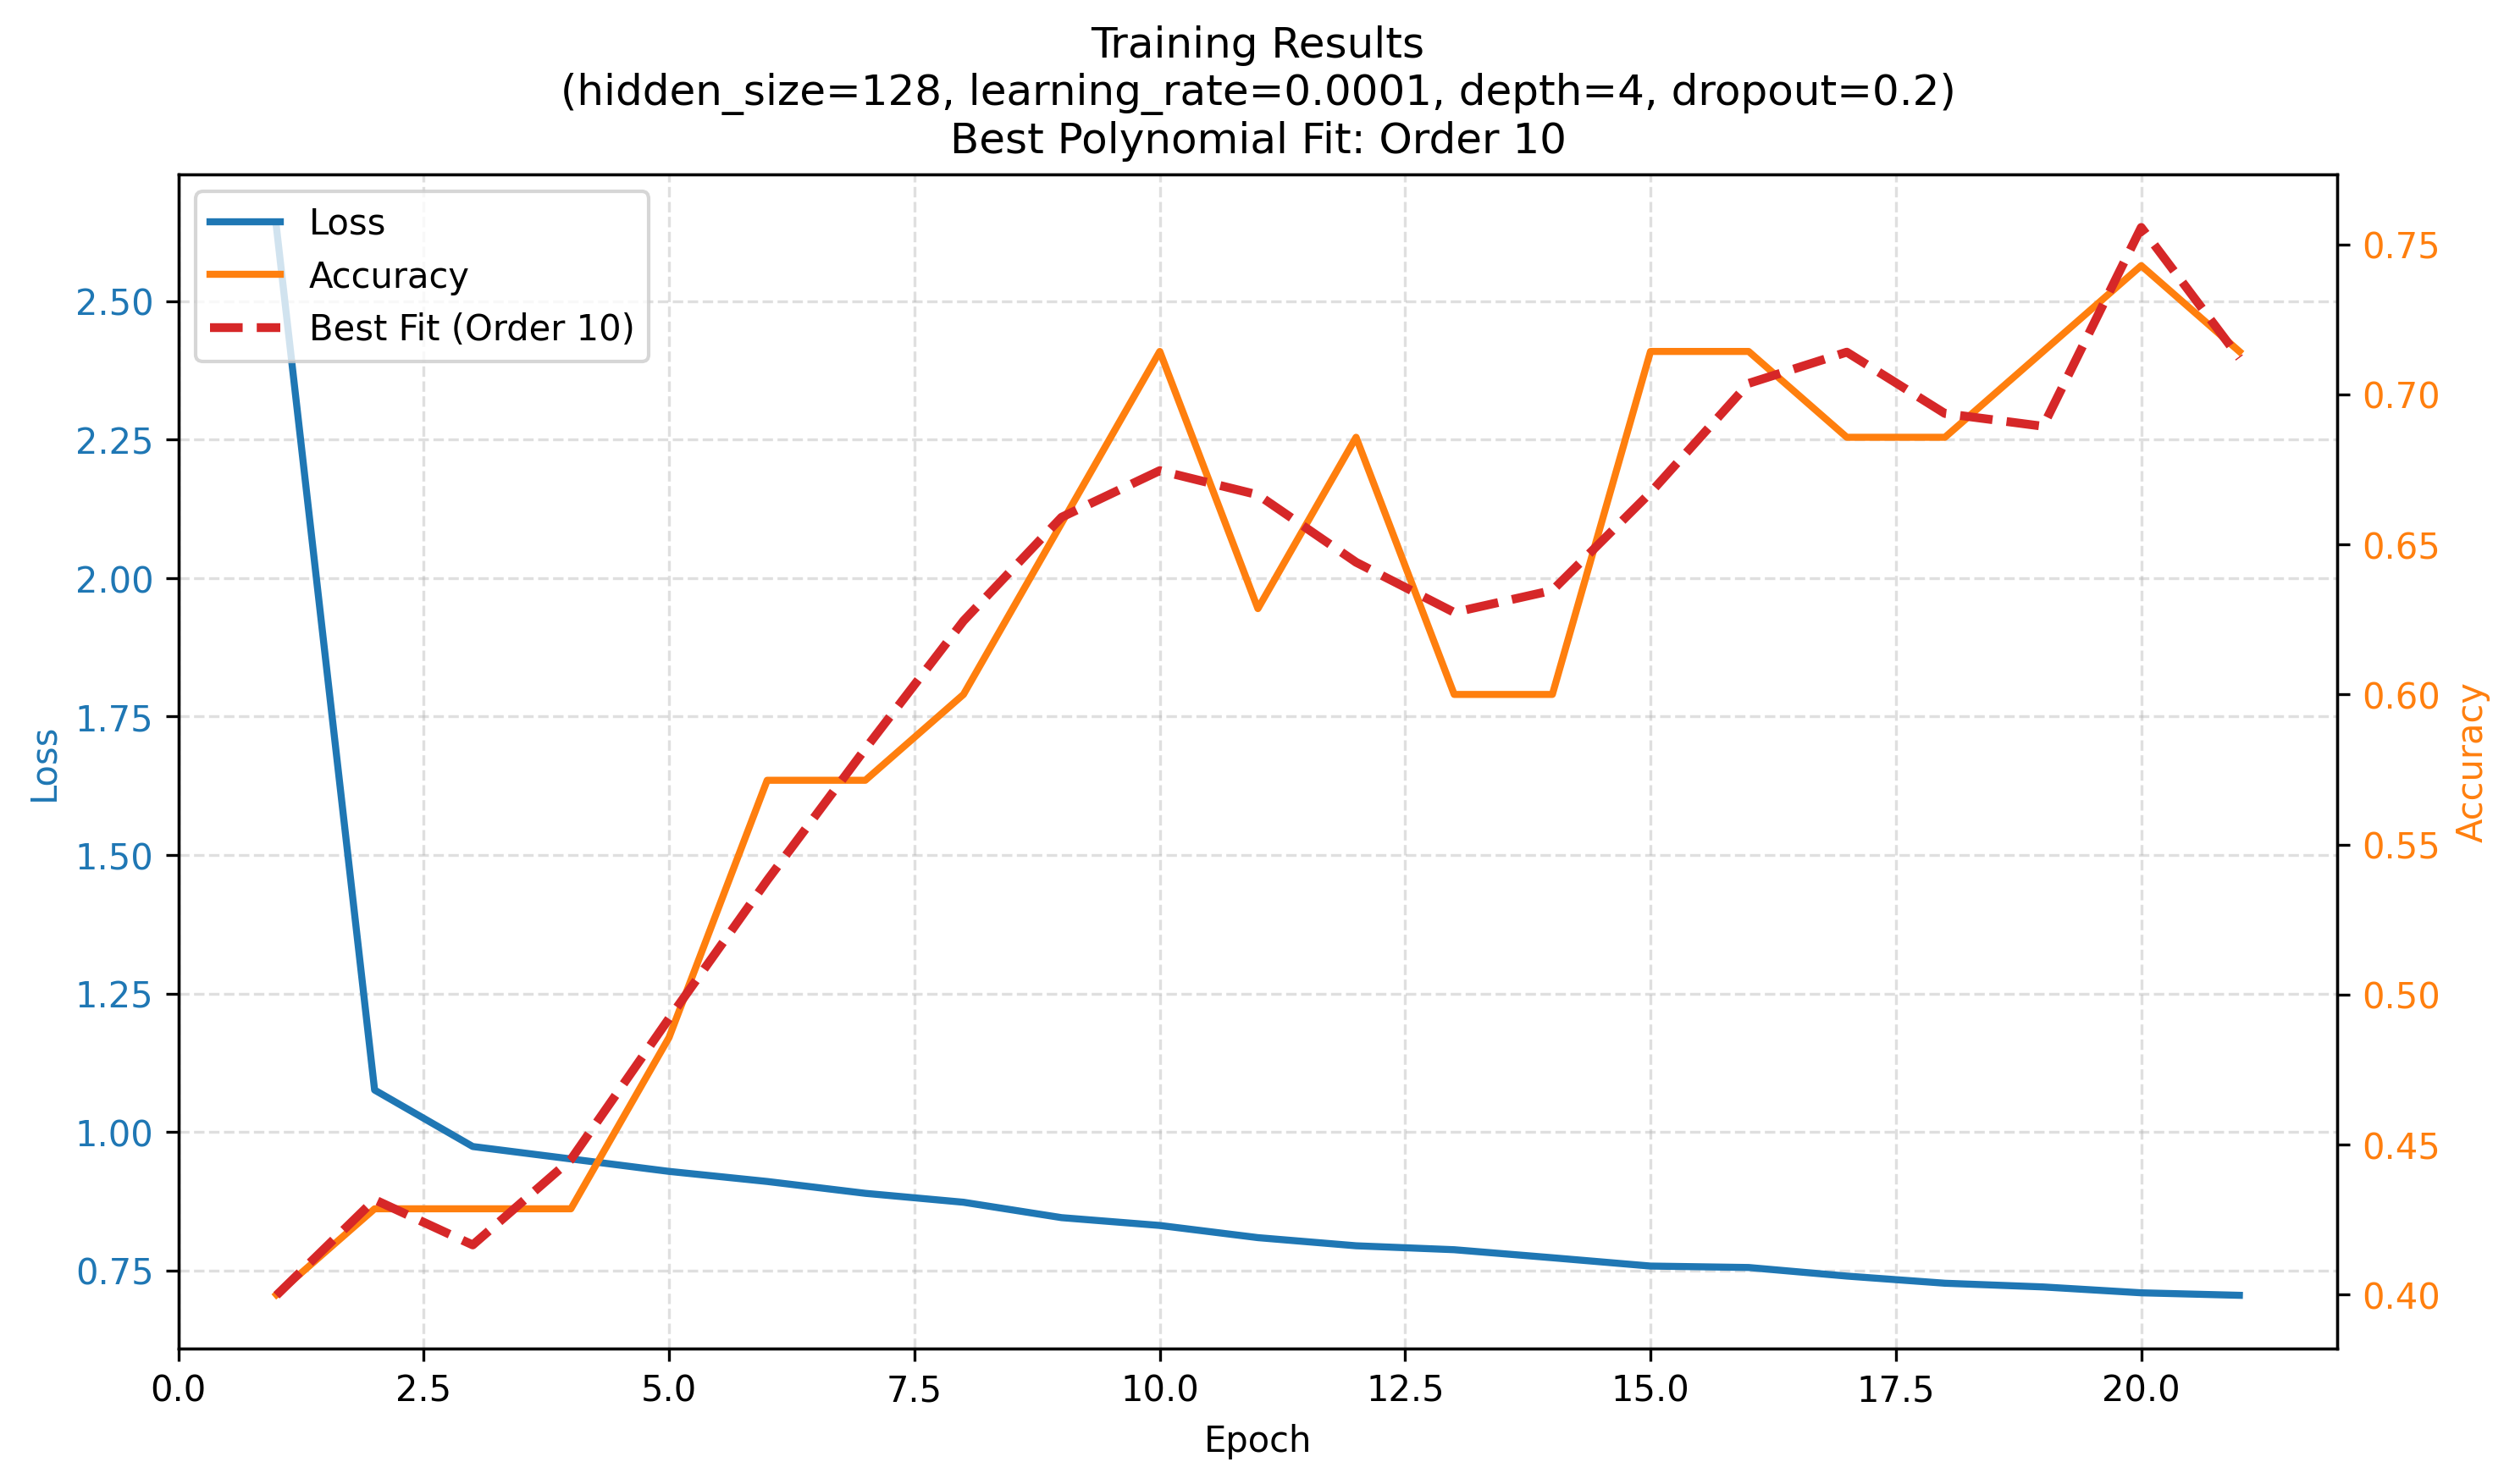 Training Results
(hidden_size=128, learning_rate=0.0001, depth=4, dropout=0.2)
Best Polynomial Fit: Order 10
Loss
Accuracy
Best Fit (Order 10)
2.50
2.25
2.00
1.75
1.50
1.25
1.00
0.75
Loss
0.75
0.70
0.65
0.60
0.55
0.50
0.45
0.40
Accuracy
0.0 2.5 5.0 7.5 10.0 12.5 15.0 17.5 20.0
Epoch